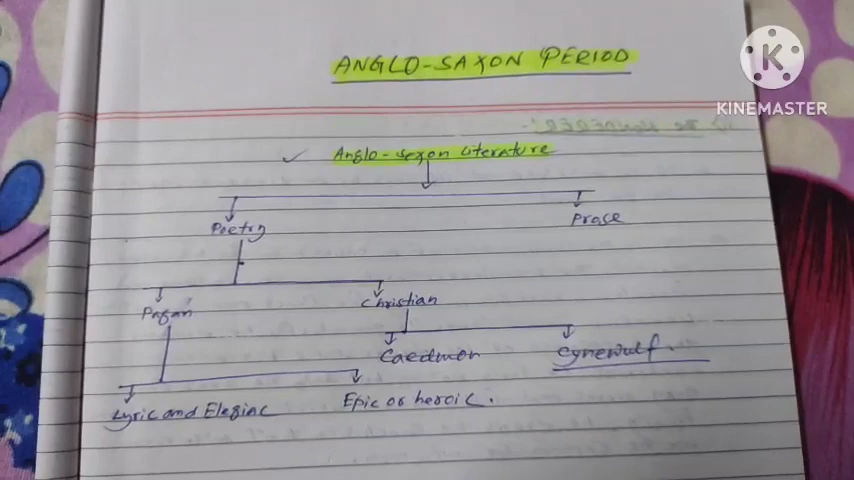 ANGLO-SAXON PERIOD
KINEMASTER
Anglo-saxon Literature
Poetry
Prose
Pagan
Christian
Caedmon
Cynewulf.
Lyric and Elegiac
Epic or heroic.